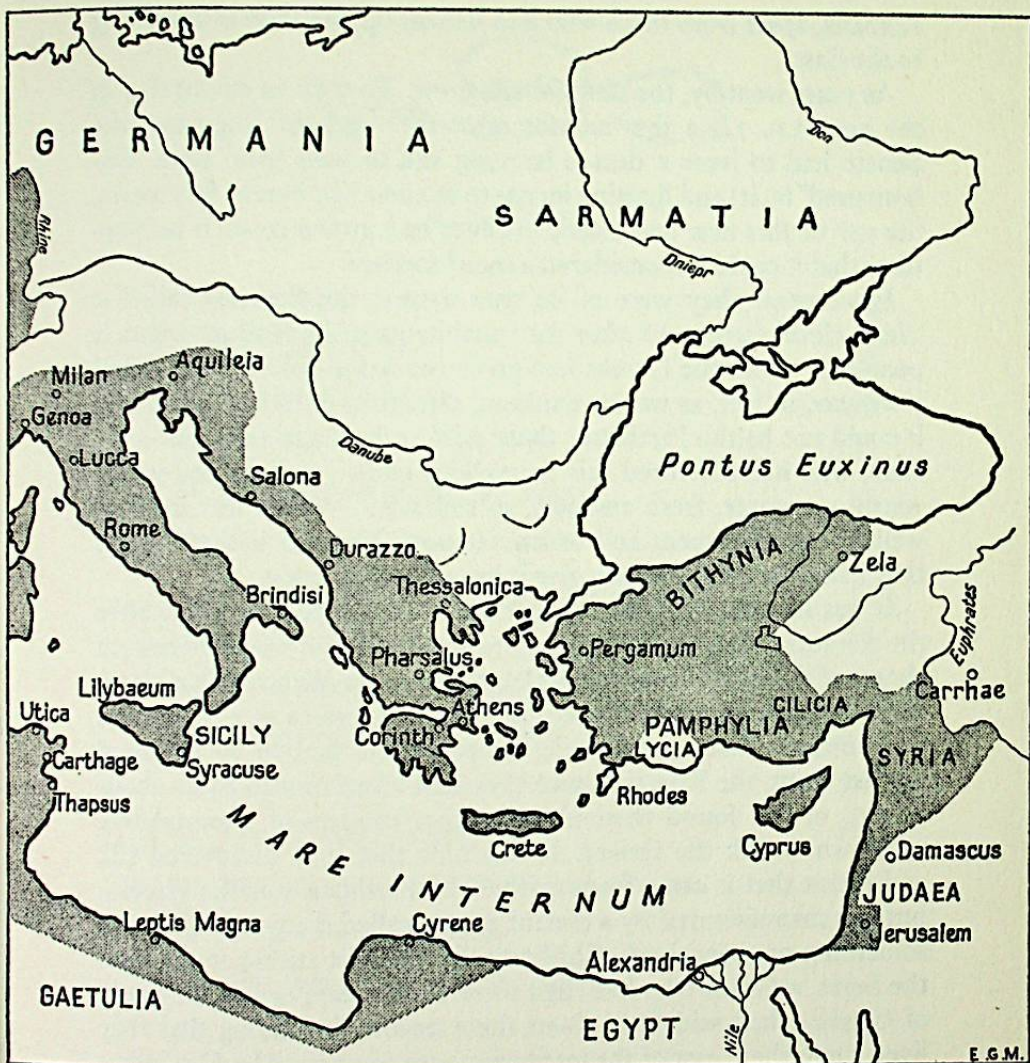 GERMANIA
SARMATIA
Don
Rhine
Dniepr
Aquileia
Milan
Genoa
Lucca
Danube
Pontus Euxinus
Salona
Rome
Durazzo
BITHYNIA
Zela
Thessalonica
Brindisi
Euphrates
Pergamum
Pharsalus
Carrhae
Lilybaeum
CILICIA
Athens
PAMPHYLIA
Utica
SICILY
Corinth
LYCIA
SYRIA
Carthage
Syracuse
Thapsus
Rhodes
MARE INTERNUM
Crete
Cyprus
Damascus
JUDAEA
Leptis Magna
Cyrene
Jerusalem
Alexandria
GAETULIA
EGYPT
Nile
E.G.M.